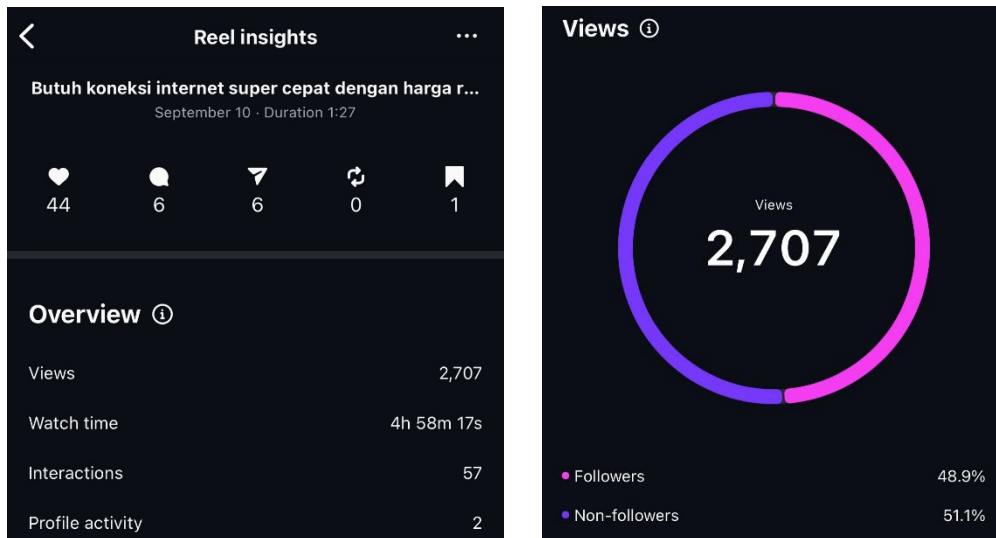 Reel insights
Butuh koneksi internet super cepat dengan harga r...
September 10 · Duration 1:27
44 6 6 0 1
Overview
Views 2,707
Watch time 4h 58m 17s
Interactions 57
Profile activity 2
Views
Views
2,707
Followers 48.9%
Non-followers 51.1%